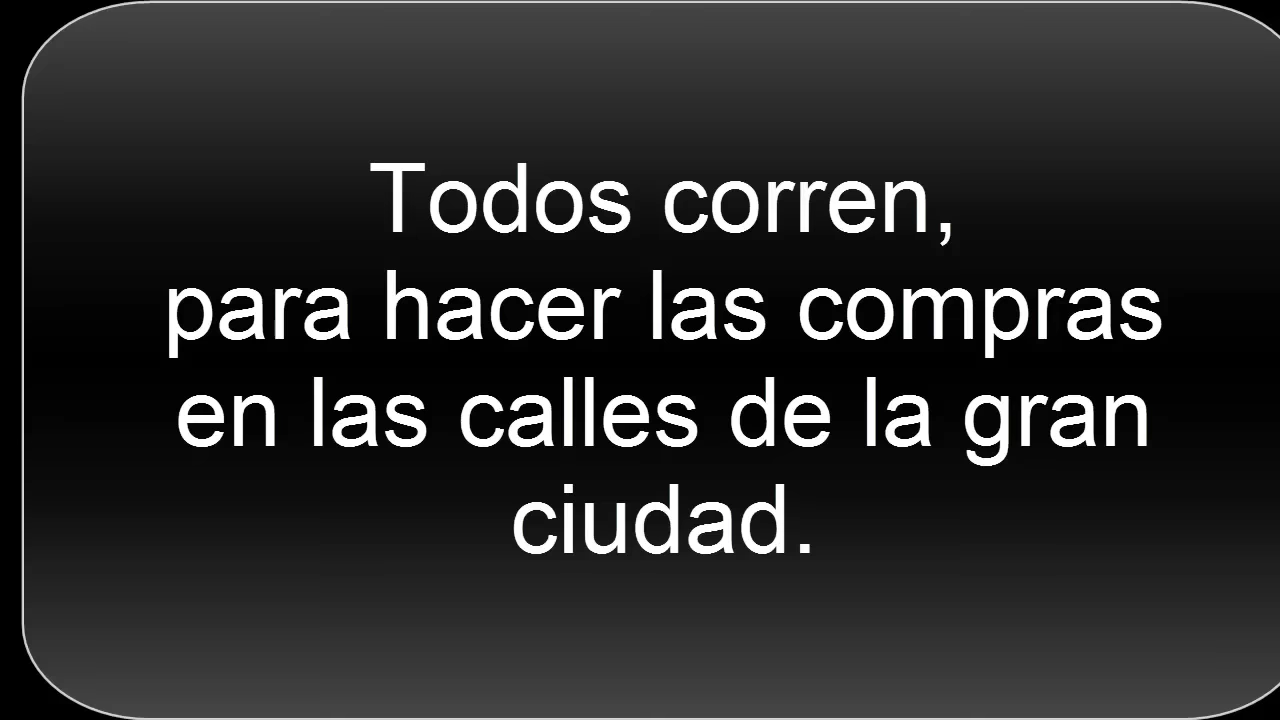 Todos corren,
para hacer las compras
en las calles de la gran
ciudad.